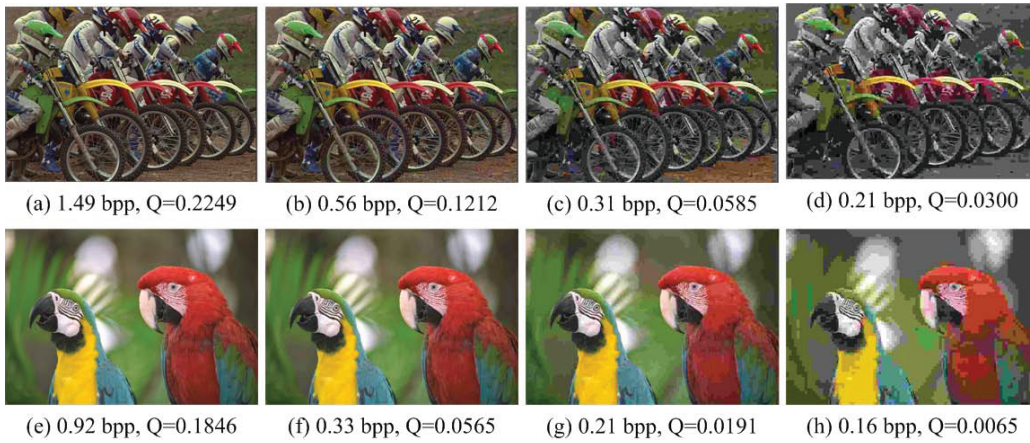 (a) 1.49 bpp, Q=0.2249
(b) 0.56 bpp, Q=0.1212
(c) 0.31 bpp, Q=0.0585
(d) 0.21 bpp, Q=0.0300
(e) 0.92 bpp, Q=0.1846
(f) 0.33 bpp, Q=0.0565
(g) 0.21 bpp, Q=0.0191
(h) 0.16 bpp, Q=0.0065